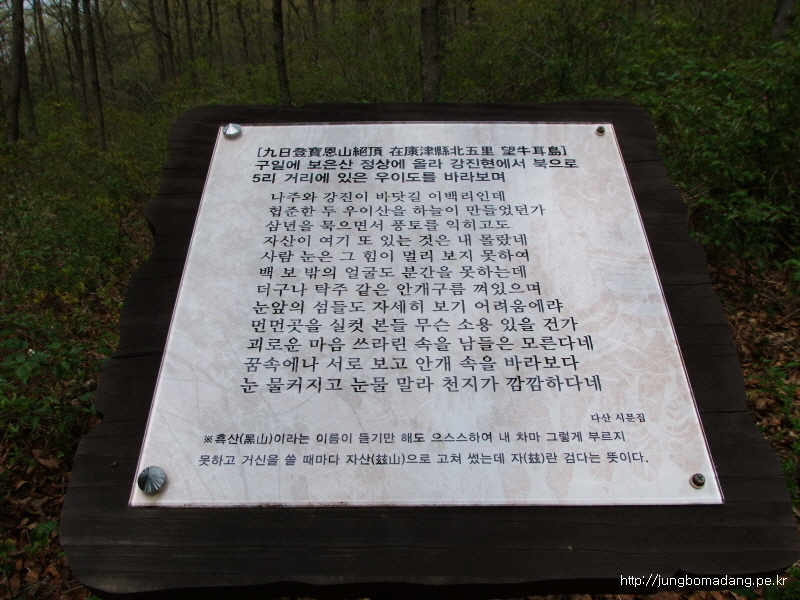 [九日登寶恩山絕頂 在康津縣北五里 望牛耳島]
구일에 보은산 정상에 올라 강진현에서 북으로
5리 거리에 있은 우이도를 바라보며
나주와 강진이 바닷길 이백리인데
험준한 두 우이산을 하늘이 만들었던가
삼년을 묵으면서 풍토를 익히고도
자산이 여기 또 있는 것은 내 몰랐네
사람 눈은 그 힘이 멀리 보지 못하여
백 보 밖의 얼굴도 분간을 못하는데
더구나 탁주 같은 안개구름 껴있으며
눈앞의 섬들도 자세히 보기 어려움에랴
먼먼곳을 실컷 본들 무슨 소용 있을 건가
괴로운 마음 쓰라린 속을 남들은 모른다네
꿈속에나 서로 보고 안개 속을 바라보다
눈 물커지고 눈물 말라 천지가 깜깜하다네
다산 시문집
※흑산(黑山)이라는 이름이 듣기만 해도 으스스하여 내 차마 그렇게 부르지
못하고 거신을 쓸 때마다 자산(玆山)으로 고쳐 썼는데 자(玆)란 검다는 뜻이다.
http://jungbomadang.pe.kr